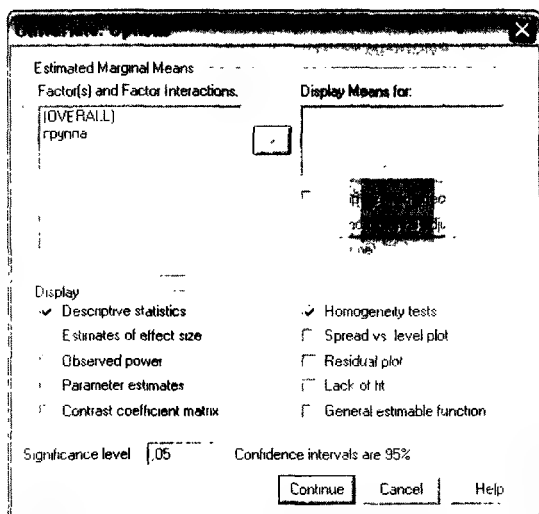 Estimated Marginal Means
Factor(s) and Factor Interactions.
Display Means for:
(OVERALL)
группа
Display
Descriptive statistics
Homogeneity tests
Estimates of effect size
Spread vs. level plot
Observed power
Residual plot
Parameter estimates
Lack of fit
Contrast coefficient matrix
General estimable function
Significance level .05 Confidence intervals are 95%
Continue Cancel Help